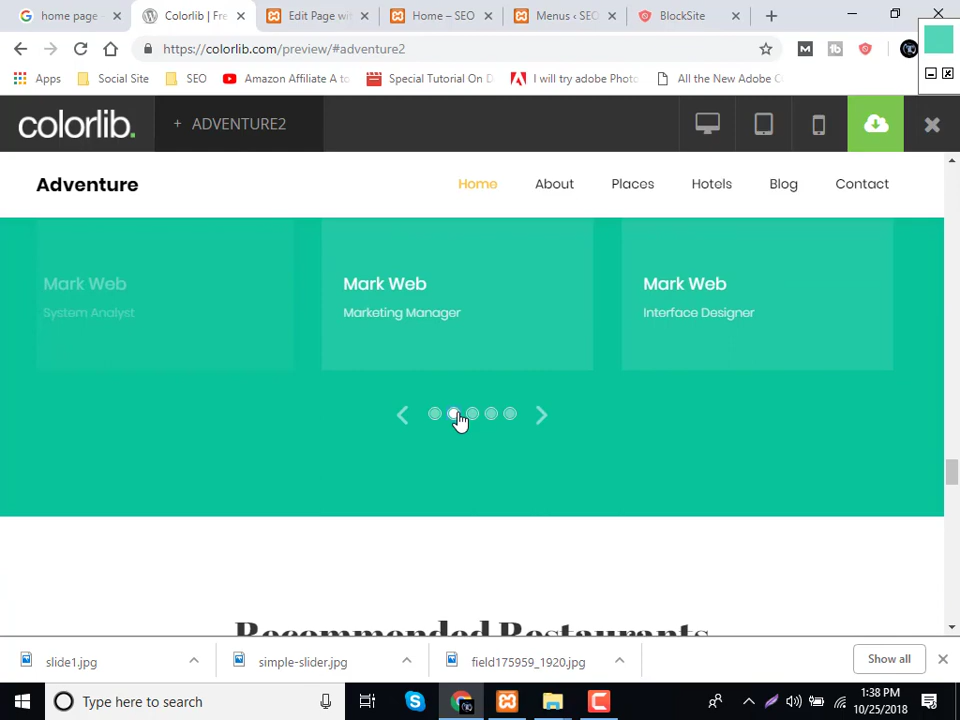 home page
Colorlib | Fre
Edit Page wi
Home – SEO
Menus ‹ SEO
BlockSite
https://colorlib.com/preview/#adventure2
Apps
Social Site
SEO
Amazon Affiliate A to
Special Tutorial On D
I will try adobe Photo
All the New Adobe C
colorlib.
+ ADVENTURE2
Adventure
Home
About
Places
Hotels
Blog
Contact
Mark Web
System Analyst
Mark Web
Marketing Manager
Mark Web
Interface Designer
Recommended Restaurants
slide1.jpg
simple-slider.jpg
field175959_1920.jpg
Show all
Type here to search
1:38 PM
10/25/2018